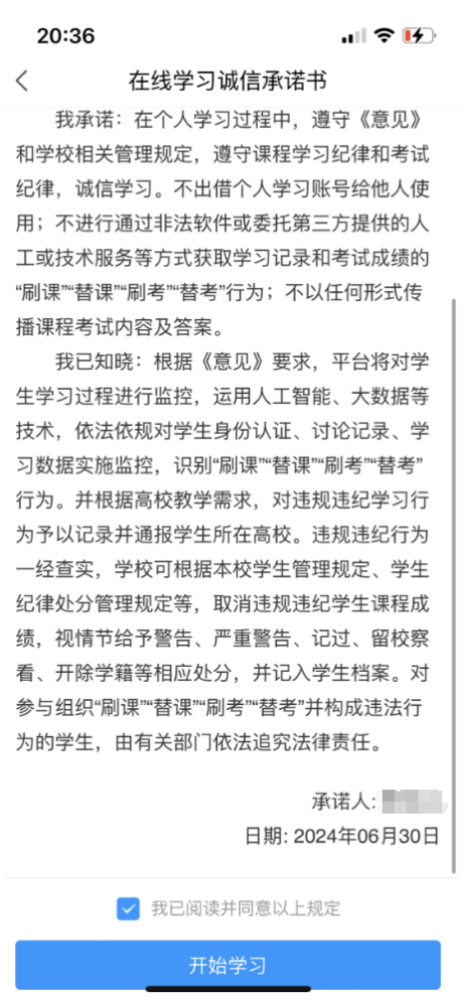 20:36
在线学习诚信承诺书
我承诺：在个人学习过程中，遵守《意见》
和学校相关管理规定，遵守课程学习纪律和考试
纪律，诚信学习。不出借个人学习账号给他人使
用；不进行通过非法软件或委托第三方提供的人
工或技术服务等方式获取学习记录和考试成绩的
“刷课”“替课”“刷考”“替考”行为；不以任何形式传
播课程考试内容及答案。
我已知晓：根据《意见》要求，平台将对学
生学习过程进行监控，运用人工智能、大数据等
技术，依法依规对学生身份认证、讨论记录、学
习数据实施监控，识别“刷课”“替课”“刷考”“替考”
行为。并根据高校教学需求，对违规违纪学习行
为予以记录并通报学生所在高校。违规违纪行为
一经查实，学校可根据本校学生管理规定、学生
纪律处分管理规定等，取消违规违纪学生课程成
绩，视情节给予警告、严重警告、记过、留校察
看、开除学籍等相应处分，并记入学生档案。对
参与组织“刷课”“替课”“刷考”“替考”并构成违法行
为的学生，由有关部门依法追究法律责任。
承诺人:
日期: 2024年06月30日
我已阅读并同意以上规定
开始学习